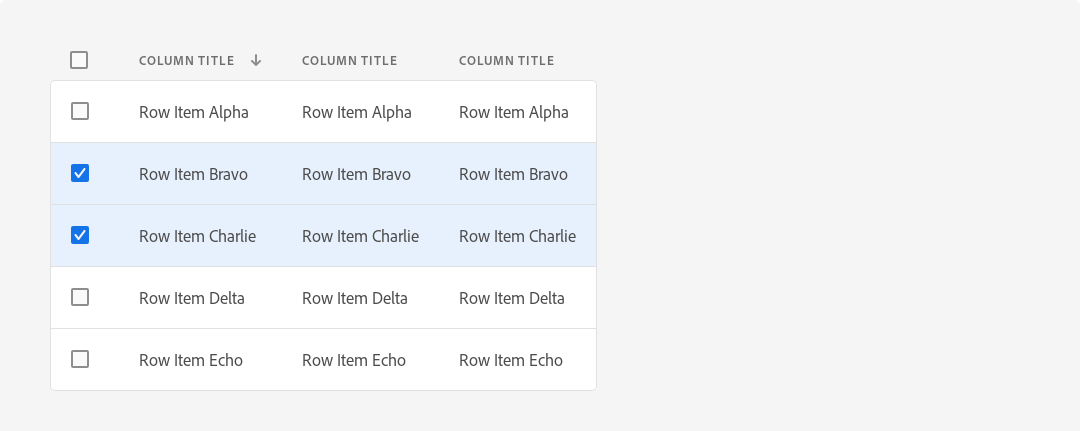 COLUMN TITLE COLUMN TITLE COLUMN TITLE
Row Item Alpha Row Item Alpha Row Item Alpha
Row Item Bravo Row Item Bravo Row Item Bravo
Row Item Charlie Row Item Charlie Row Item Charlie
Row Item Delta Row Item Delta Row Item Delta
Row Item Echo Row Item Echo Row Item Echo